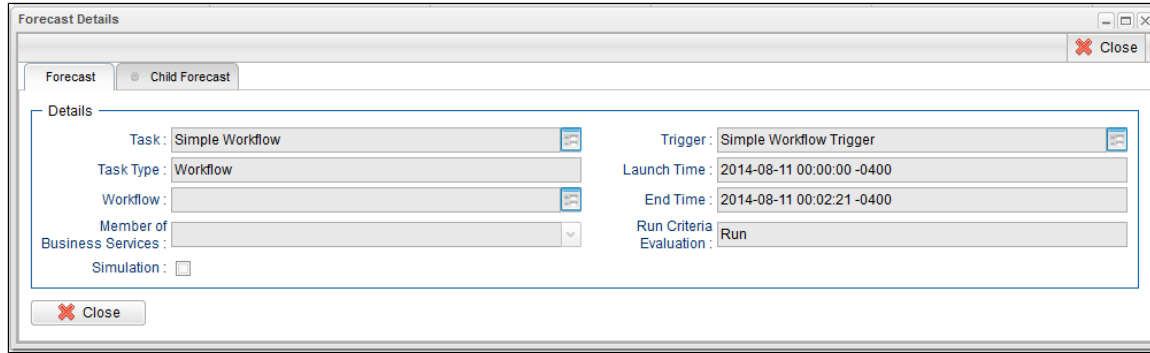 Forecast Details
Close
Forecast
Child Forecast
Details
Task : Simple Workflow
Trigger : Simple Workflow Trigger
Task Type : Workflow
Launch Time : 2014-08-11 00:00:00 -0400
Workflow :
End Time : 2014-08-11 00:02:21 -0400
Member of
Business Services :
Run Criteria
Evaluation : Run
Simulation :
Close